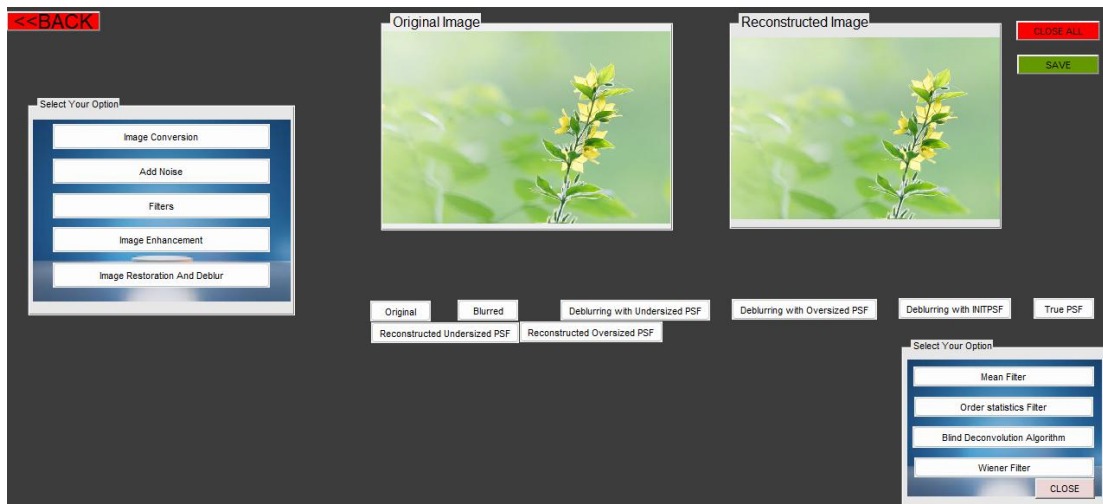 <<BACK
Original Image
Reconstructed Image
CLOSE ALL
SAVE
Select Your Option
Image Conversion
Add Noise
Filters
Image Enhancement
Image Restoration And Deblur
Original
Blurred
Deblurring with Undersized PSF
Deblurring with Oversized PSF
Deblurring with INITPSF
True PSF
Reconstructed Undersized PSF
Reconstructed Oversized PSF
Select Your Option
Mean Filter
Order statistics Filter
Blind Deconvolution Algorithm
Wiener Filter
CLOSE